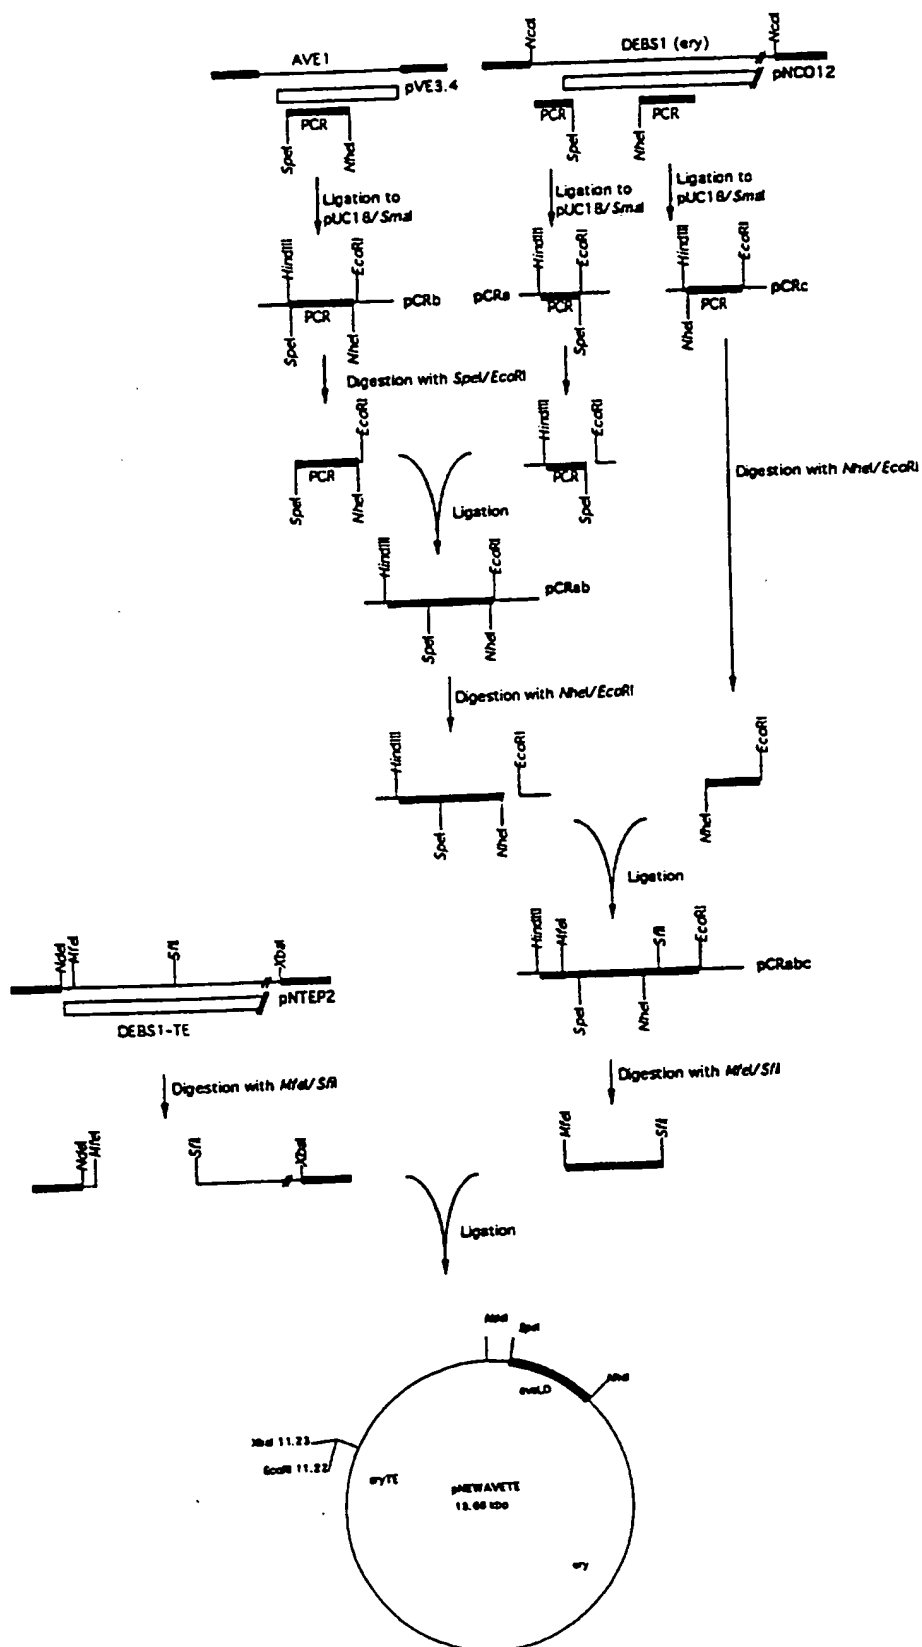 AVE1
pVE3.4
PCR
SpeI
NheI
NcoI
DEBS1 (ery)
NcoI
pNCO12
PCR
SpeI
PCR
NheI
Ligation to
pUC18/SmaI
Ligation to
pUC18/SmaI
Ligation to
pUC18/SmaI
HindIII
EcoRI
pCRb
PCR
SpeI
NheI
HindIII
EcoRI
pCRa
PCR
SpeI
HindIII
EcoRI
pCRc
PCR
NheI
Digestion with SpeI/EcoRI
EcoRI
PCR
SpeI
NheI
HindIII
EcoRI
PCR
SpeI
Digestion with NheI/EcoRI
Ligation
HindIII
EcoRI
pCRab
SpeI
NheI
Digestion with NheI/EcoRI
HindIII
EcoRI
SpeI
NheI
EcoRI
NheI
Ligation
HindIII
MfeI
SfiI
EcoRI
pCRabc
SpeI
NheI
NdeI
MfeI
SfiI
XbaI
pNTEP2
DEBS1-TE
Digestion with MfeI/SfiI
Digestion with MfeI/SfiI
NdeI
MfeI
SfiI
XbaI
MfeI
SfiI
Ligation
SpeI
NheI
aveLD
XbaI 11.23
EcoRI 11.22
eryTE
pNEWAVETE
13.66 kbp
ery